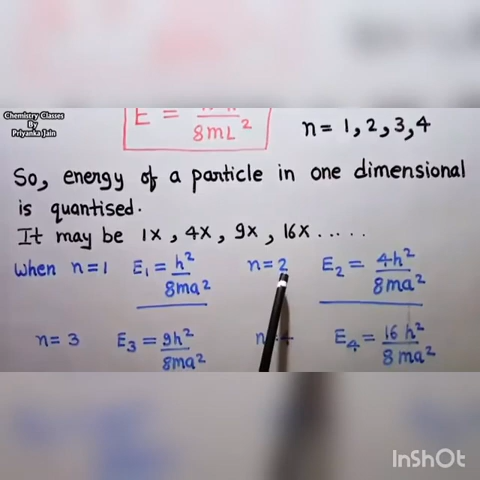 Chemistry Classes
By
Priyanka Jain
E =
8mL²
n = 1, 2, 3, 4
So, energy of a particle in one dimensional
is quantised.
It may be 1x, 4x, 9x, 16x .....
when n=1 E₁ = h²/8ma² n=2 E₂ = 4h²/8ma²
n=3 E₃ = 9h²/8ma² E₄ = 16h²/8ma²
InShOt